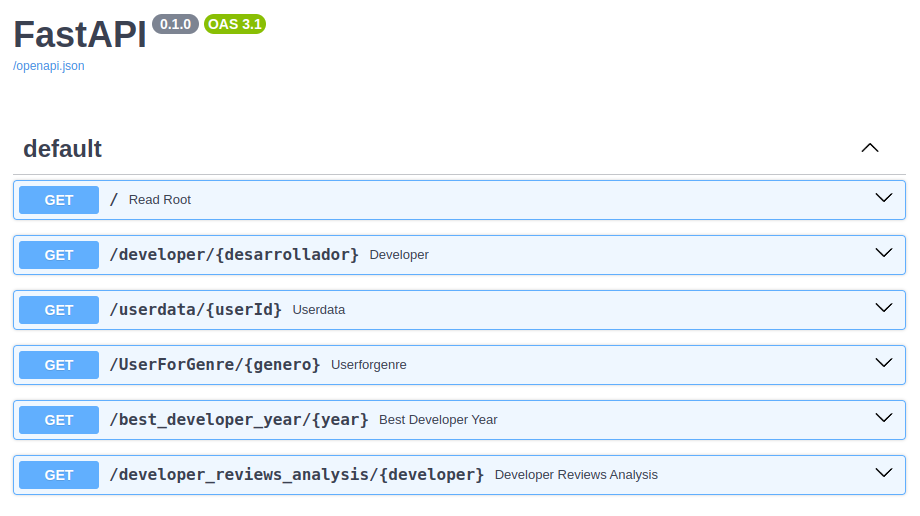 FastAPI 0.1.0 OAS 3.1
/openapi.json
default
GET / Read Root
GET /developer/{desarrollador} Developer
GET /userdata/{userId} Userdata
GET /UserForGenre/{genero} Userforgenre
GET /best_developer_year/{year} Best Developer Year
GET /developer_reviews_analysis/{developer} Developer Reviews Analysis